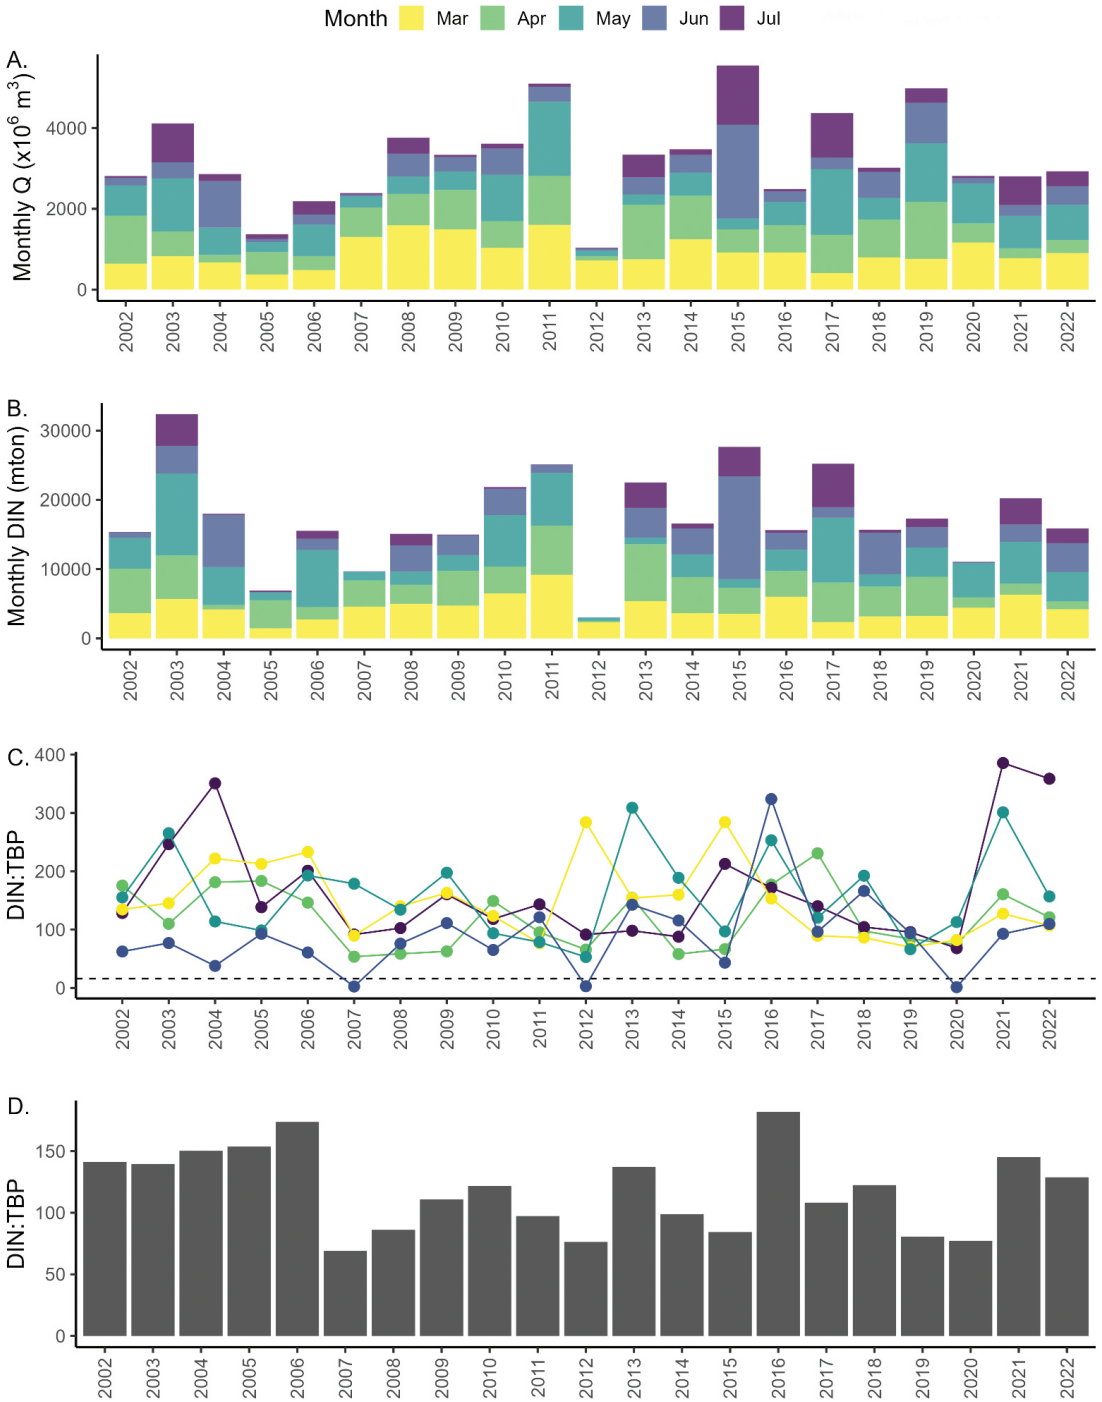 Month Mar Apr May Jun Jul
A.
Monthly Q (x10⁶ m³)
4000
2000
0
2002 2003 2004 2005 2006 2007 2008 2009 2010 2011 2012 2013 2014 2015 2016 2017 2018 2019 2020 2021 2022
B.
Monthly DIN (mton)
30000
20000
10000
0
2002 2003 2004 2005 2006 2007 2008 2009 2010 2011 2012 2013 2014 2015 2016 2017 2018 2019 2020 2021 2022
C.
DIN:TBP
400
300
200
100
0
2002 2003 2004 2005 2006 2007 2008 2009 2010 2011 2012 2013 2014 2015 2016 2017 2018 2019 2020 2021 2022
D.
DIN:TBP
150
100
50
0
2002 2003 2004 2005 2006 2007 2008 2009 2010 2011 2012 2013 2014 2015 2016 2017 2018 2019 2020 2021 2022